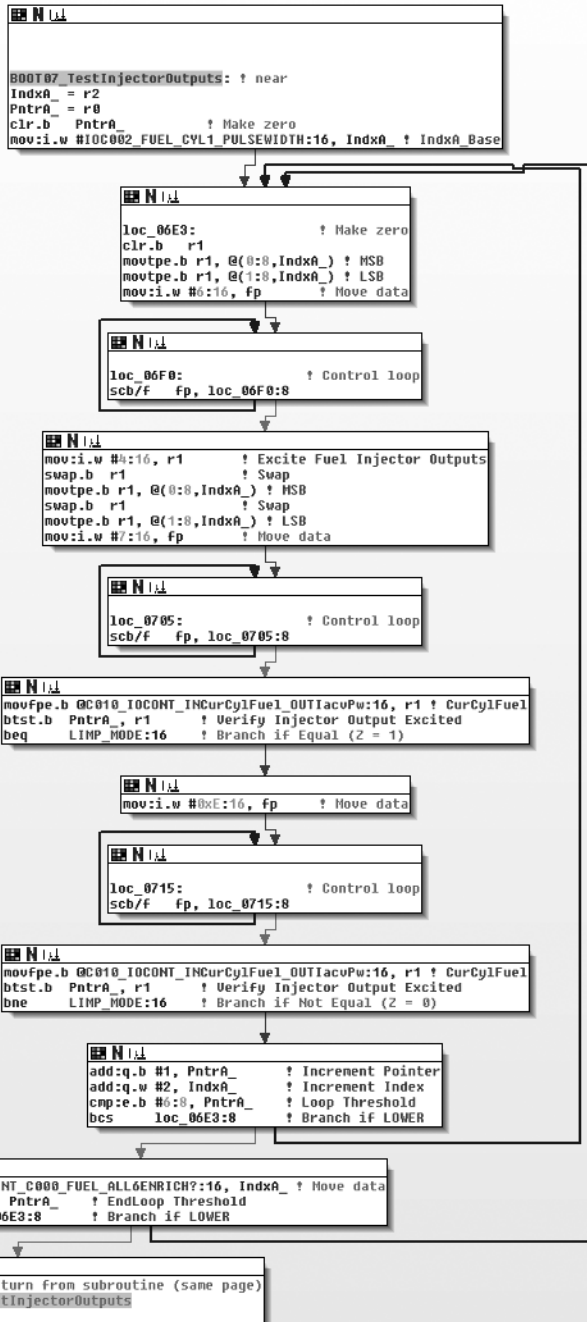 BOOT07_TestInjectorOutputs: ! near
IndxA_ = r2
PntrA_ = r0
clr.b PntrA_ ! Make zero
mov:i.w #IOC002_FUEL_CYL1_PULSEWIDTH:16, IndxA_ ! IndxA_Base
loc_06E3: ! Make zero
clr.b r1
movtpe.b r1, @(0:8,IndxA_) ! MSB
movtpe.b r1, @(1:8,IndxA_) ! LSB
mov:i.w #6:16, fp ! Move data
loc_06F0: ! Control loop
scb/f fp, loc_06F0:8
mov:i.w #4:16, r1 ! Excite Fuel Injector Outputs
swap.b r1 ! Swap
movtpe.b r1, @(0:8,IndxA_) ! MSB
swap.b r1 ! Swap
movtpe.b r1, @(1:8,IndxA_) ! LSB
mov:i.w #7:16, fp ! Move data
loc_0705: ! Control loop
scb/f fp, loc_0705:8
movfpe.b @C010_IOCONT_INCurCylFuel_OUTIacvPw:16, r1 ! CurCylFuel
btst.b PntrA_, r1 ! Verify Injector Output Excited
beq LIMP_MODE:16 ! Branch if Equal (Z = 1)
mov:i.w #0xE:16, fp ! Move data
loc_0715: ! Control loop
scb/f fp, loc_0715:8
movfpe.b @C010_IOCONT_INCurCylFuel_OUTIacvPw:16, r1 ! CurCylFuel
btst.b PntrA_, r1 ! Verify Injector Output Excited
bne LIMP_MODE:16 ! Branch if Not Equal (Z = 0)
add:q.b #1, PntrA_ ! Increment Pointer
add:q.w #2, IndxA_ ! Increment Index
cmp:e.b #6:8, PntrA_ ! Loop Threshold
bcs loc_06E3:8 ! Branch if LOWER
NT_C000_FUEL_ALL6ENRICH?:16, IndxA_ ! Move data
PntrA_ ! EndLoop Threshold
06E3:8 ! Branch if LOWER
turn from subroutine (same page)
tInjectorOutputs